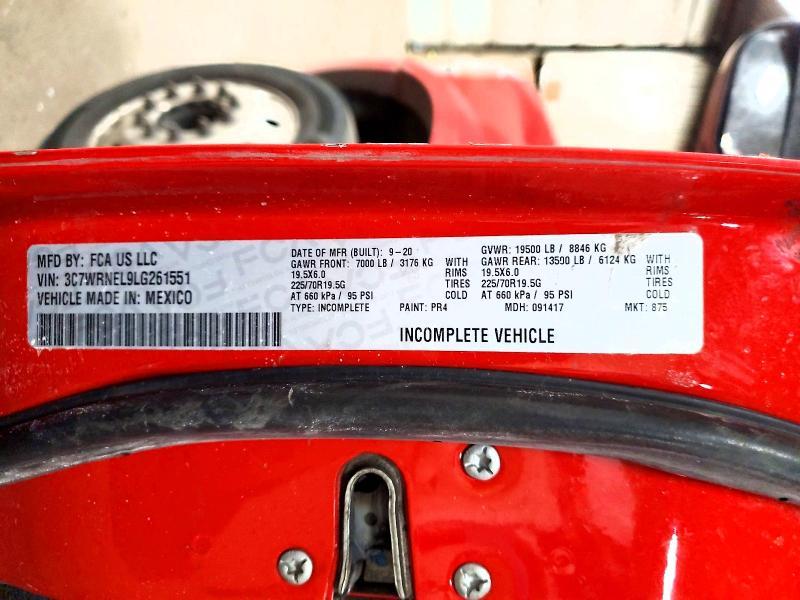 MFD BY: FCA US LLC
VIN: 3C7WRNEL9LG261551
VEHICLE MADE IN: MEXICO
DATE OF MFR (BUILT): 9-20
GAWR FRONT: 7000 LB / 3176 KG WITH
19.5X6.0 RIMS
225/70R19.5G TIRES
AT 660 kPa / 95 PSI COLD
TYPE: INCOMPLETE PAINT: PR4
GVWR: 19500 LB / 8846 KG
GAWR REAR: 13590 LB / 6124 KG WITH
19.5X6.0 RIMS
225/70R19.5G TIRES
AT 660 kPa / 95 PSI COLD
MDH: 091417 MKT: 875
INCOMPLETE VEHICLE